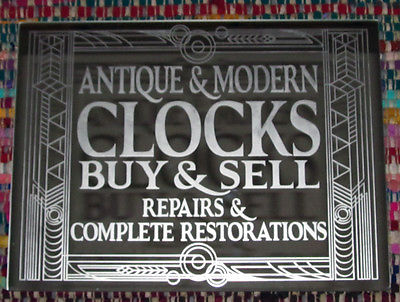 ANTIQUE & MODERN
CLOCKS
BUY & SELL
REPAIRS &
COMPLETE RESTORATIONS